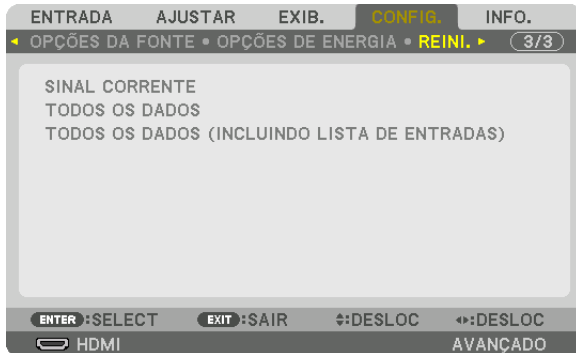 ENTRADA AJUSTAR EXIB. CONFIG. INFO.
OPÇÕES DA FONTE • OPÇÕES DE ENERGIA • REINI. 3/3
SINAL CORRENTE
TODOS OS DADOS
TODOS OS DADOS (INCLUINDO LISTA DE ENTRADAS)
ENTER :SELECT EXIT :SAIR :DESLOC :DESLOC
HDMI AVANÇADO